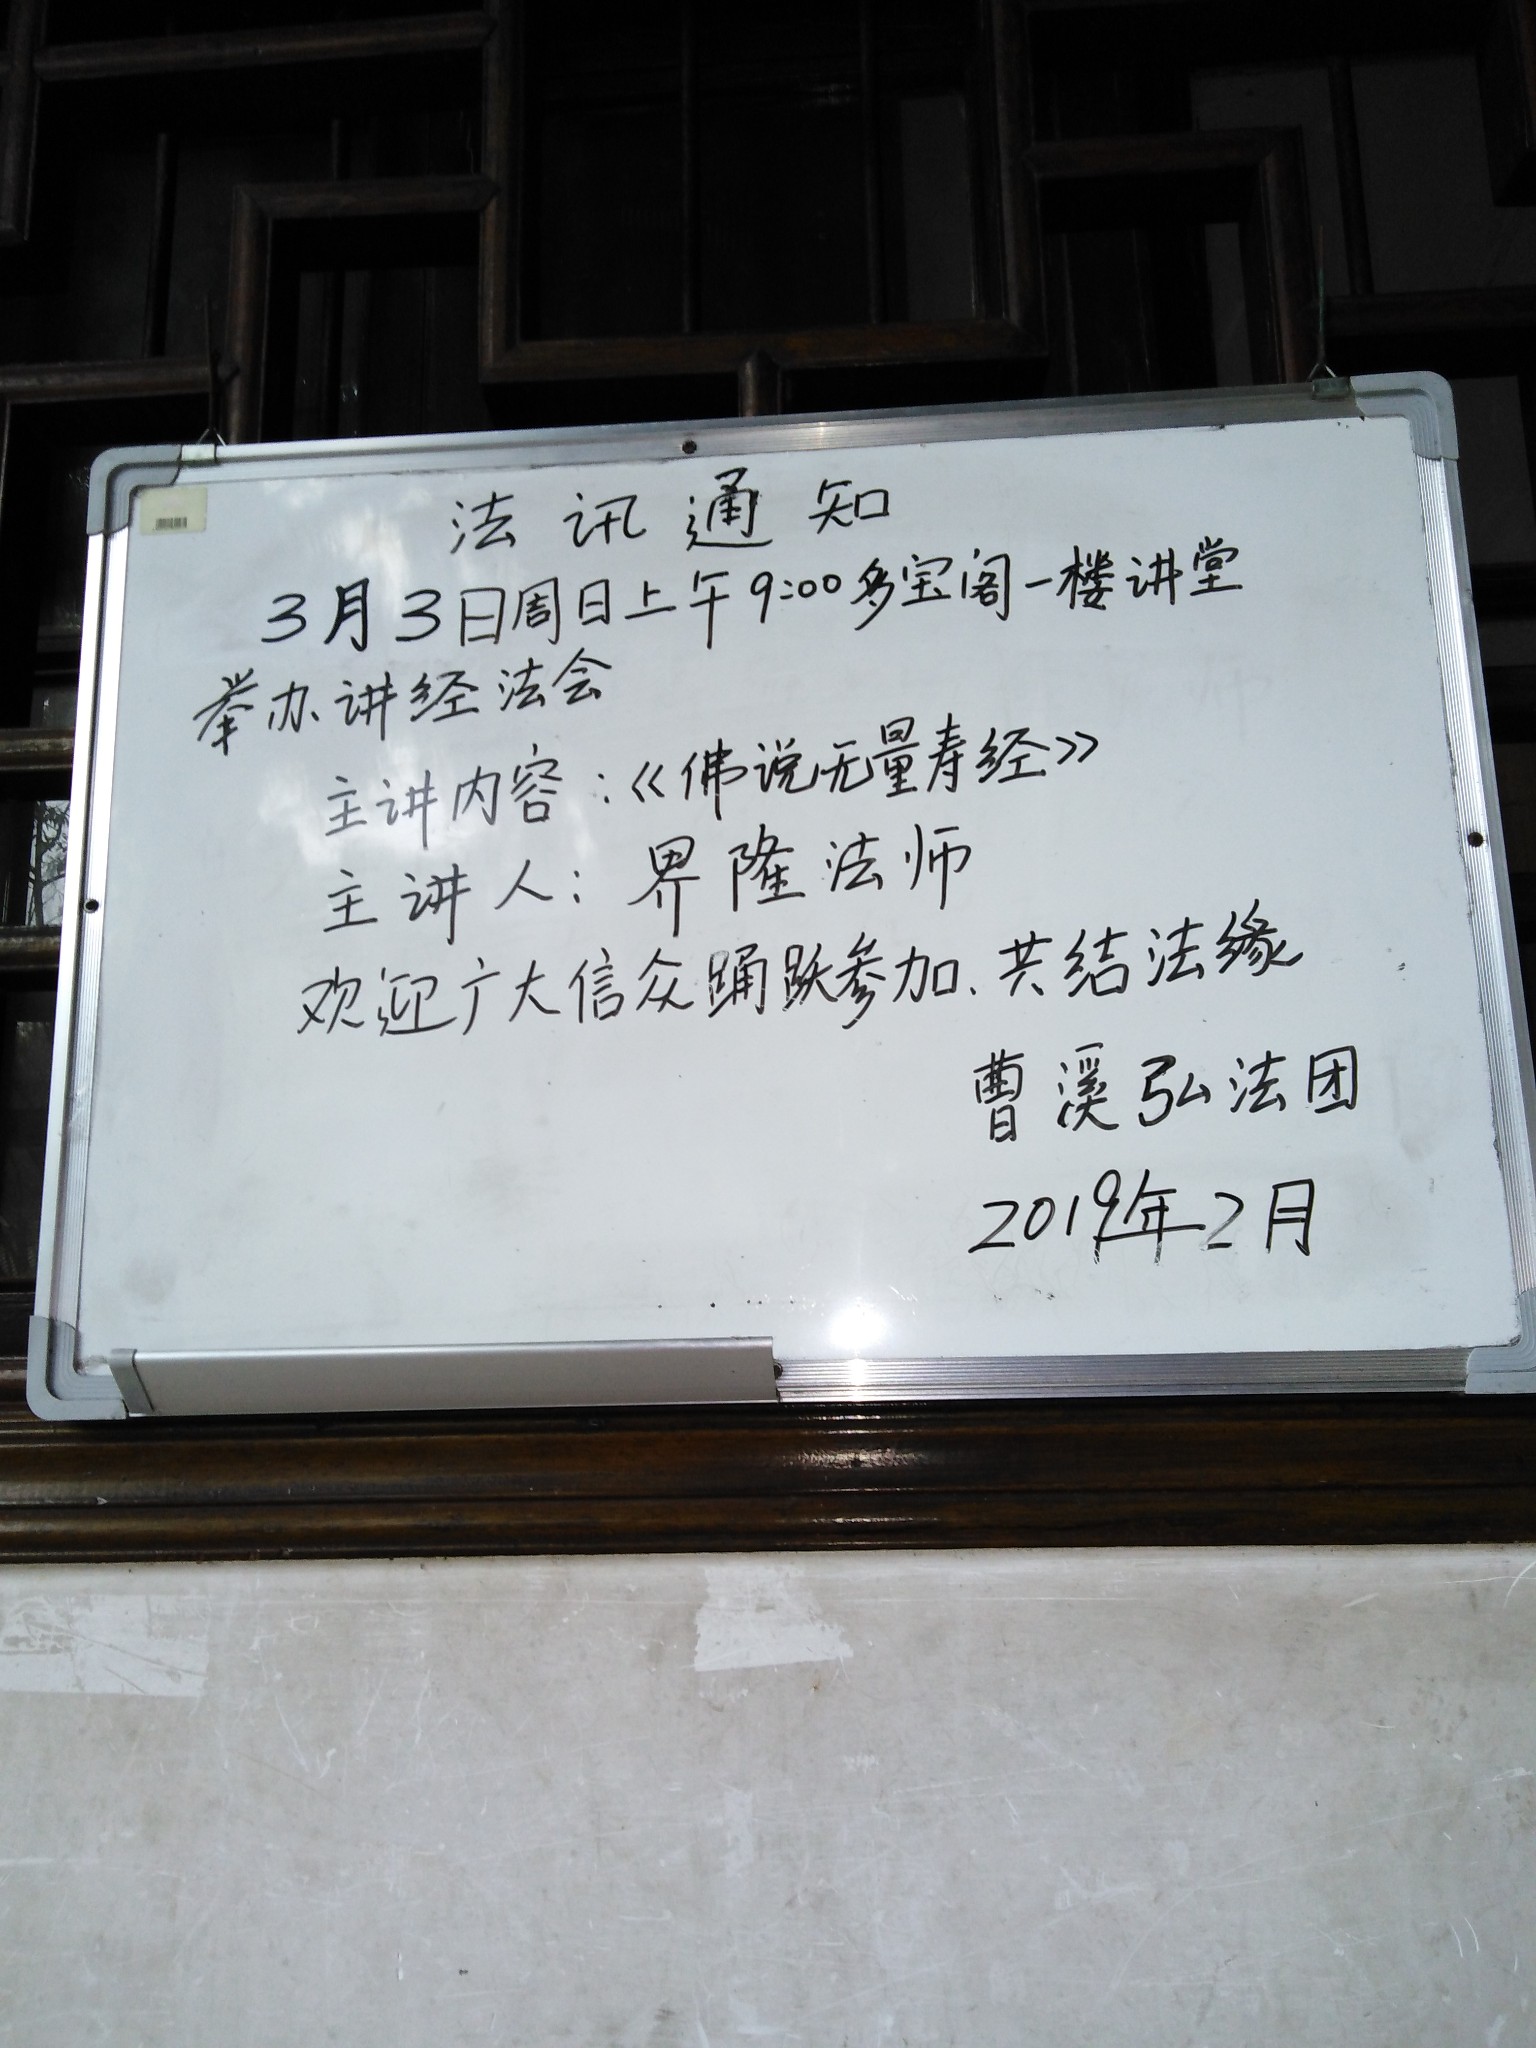 法讯通知
3月3日周日上午9:00多宝阁一楼讲堂
举办讲经法会
主讲内容:《佛说无量寿经》
主讲人:界隆法师
欢迎广大信众踊跃参加、共结法缘
曹溪弘法团
2019年2月